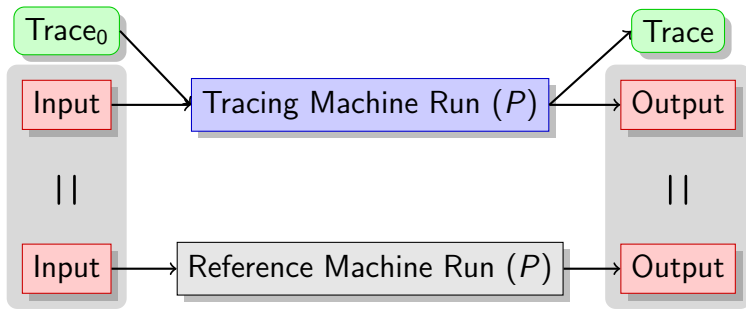 Trace₀
Trace
Input
Tracing Machine Run (P)
Output
||
||
Input
Reference Machine Run (P)
Output